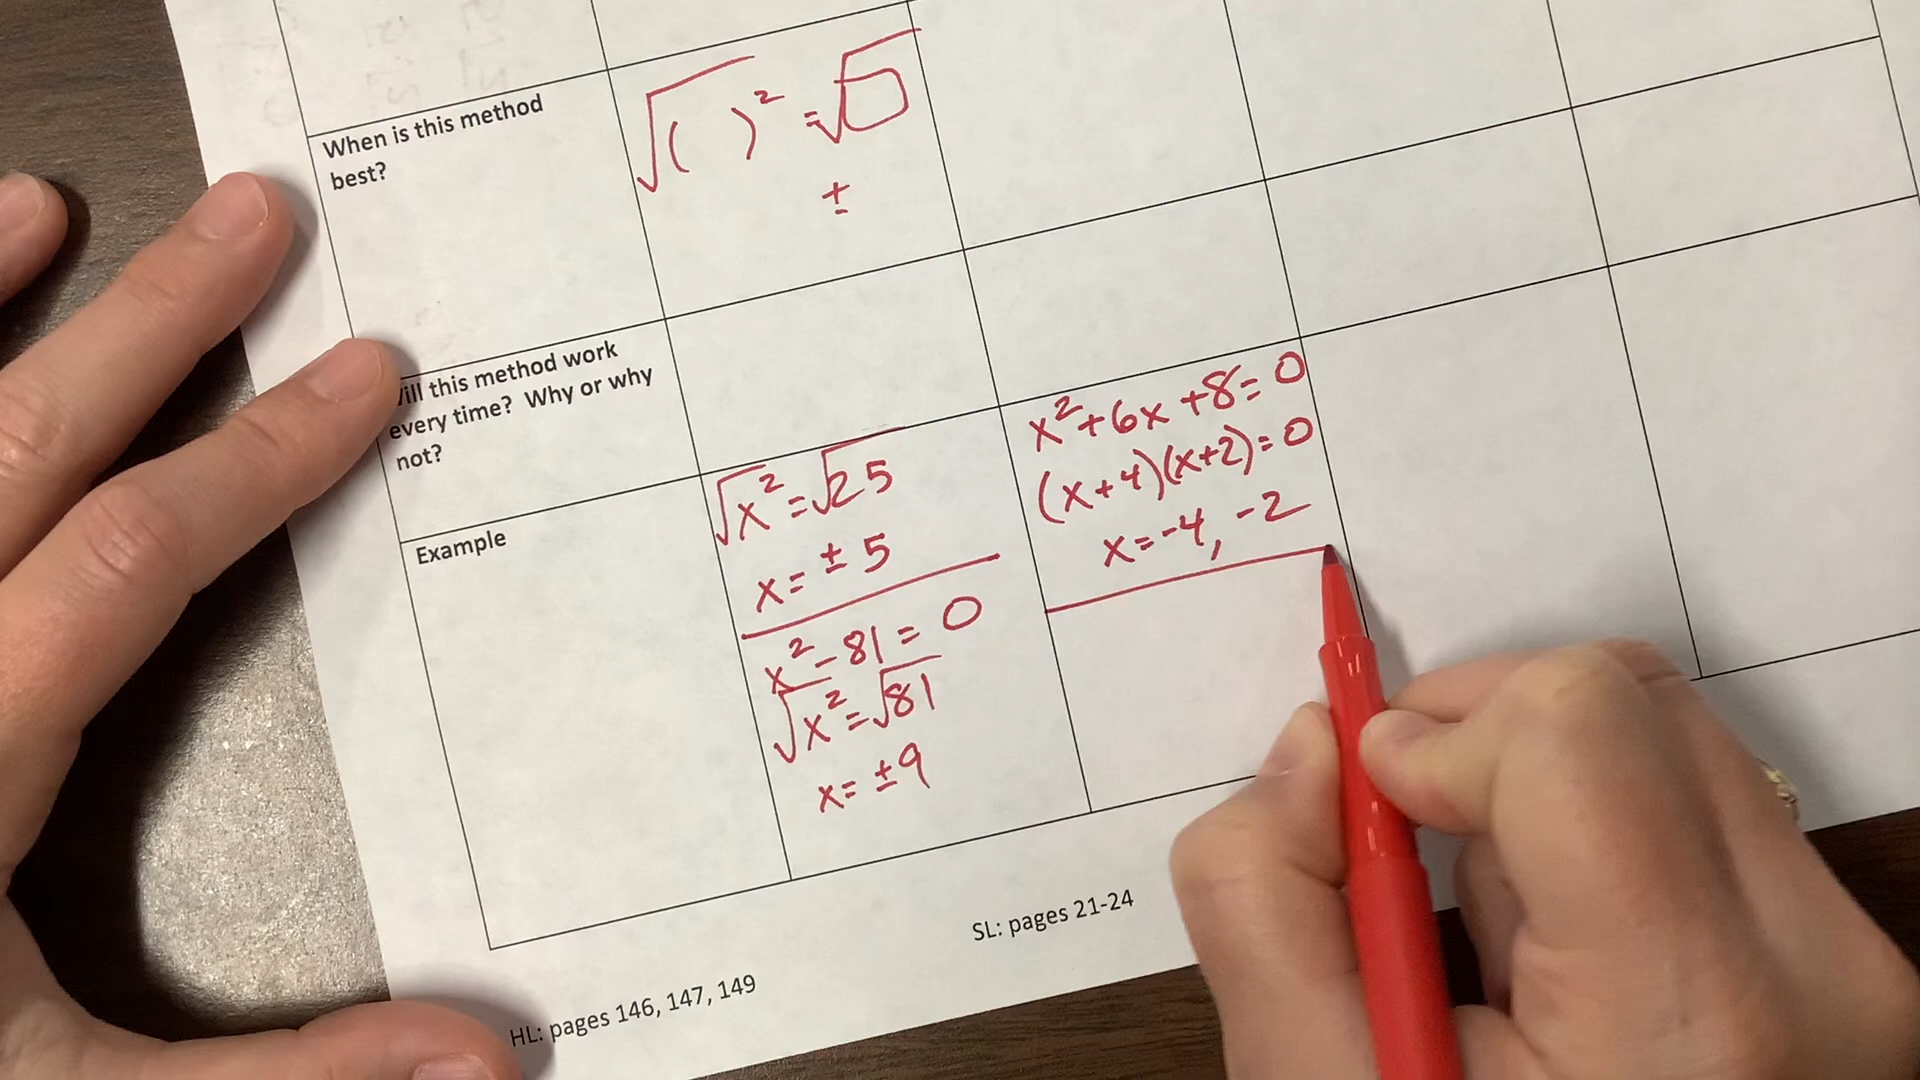 When is this method
best?
√( )² = √▢
±
Will this method work
every time? Why or why
not?
Example
√x² = √25
x = ± 5
x² - 81 = 0
√x² = √81
x = ±9
x² + 6x + 8 = 0
(x + 4)(x + 2) = 0
x = -4, -2
SL: pages 21-24
HL: pages 146, 147, 149